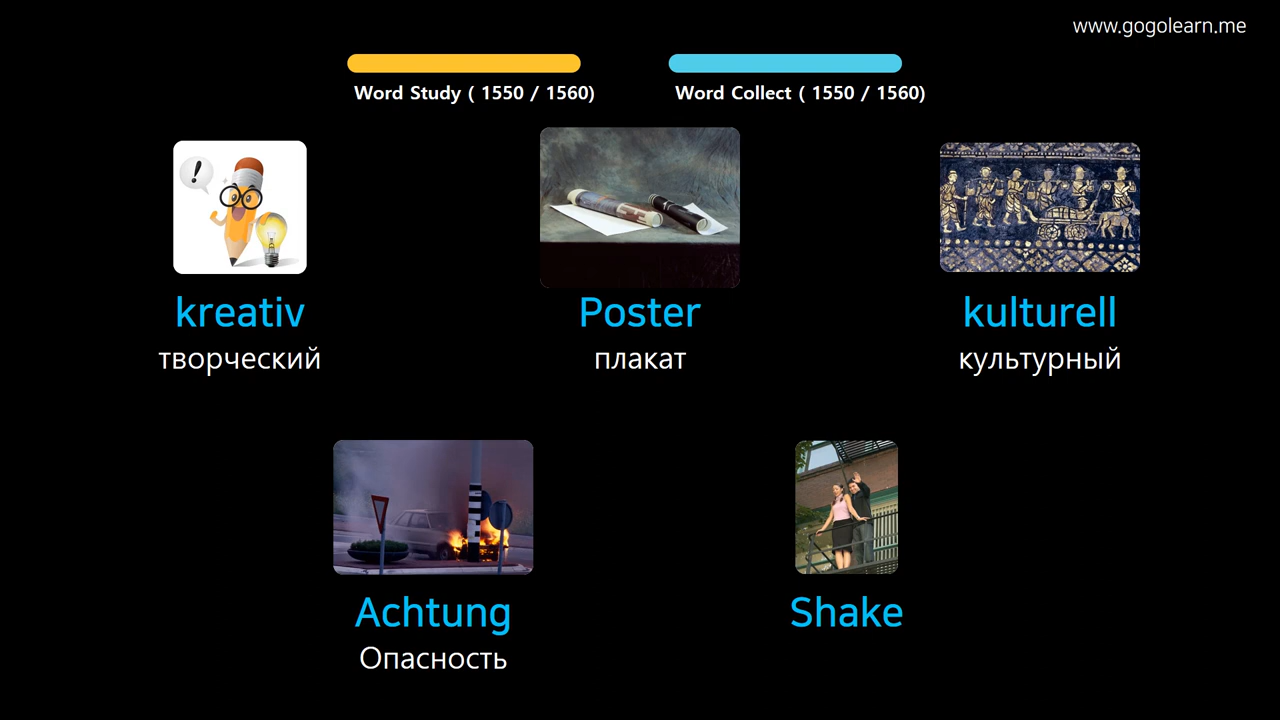 www.gogolearn.me
Word Study ( 1550 / 1560)
Word Collect ( 1550 / 1560)
!
kreativ
творческий
Poster
плакат
kulturell
культурный
Achtung
Опасность
Shake